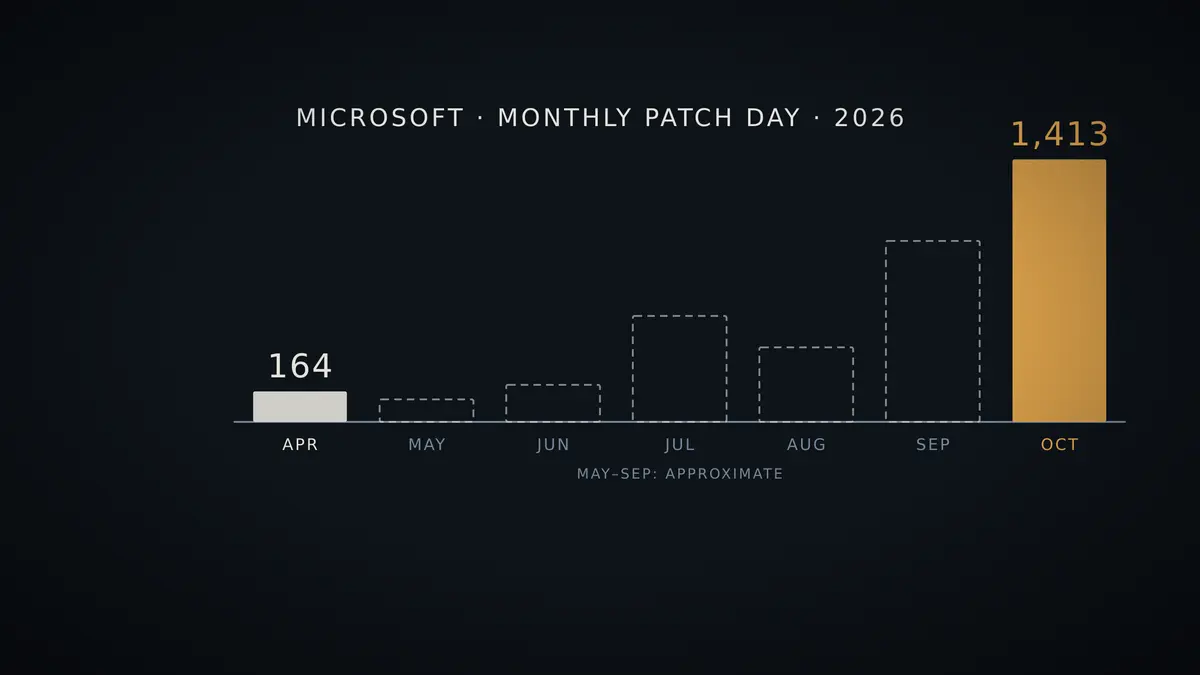 MICROSOFT · MONTHLY PATCH DAY · 2026
1,413
164
APR MAY JUN JUL AUG SEP OCT
MAY–SEP: APPROXIMATE